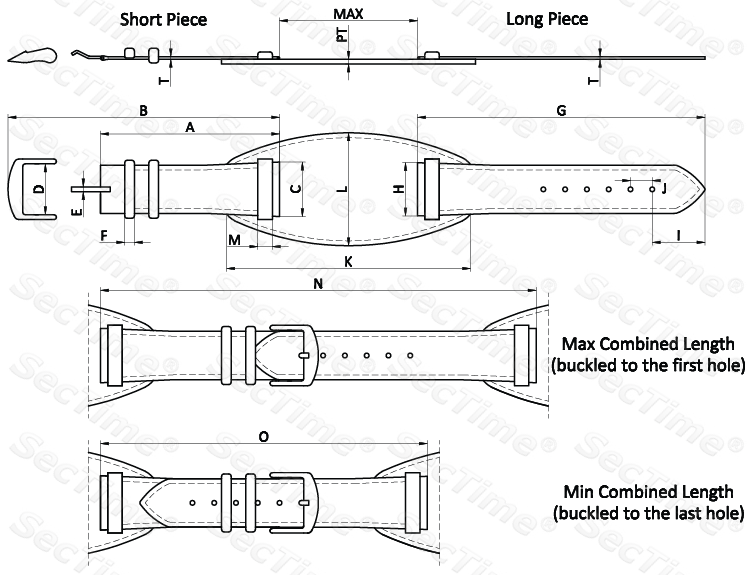 Short Piece
MAX
Long Piece
PT
T
T
B
A
G
D
E
C
L
H
J
F
M
K
I
N
Max Combined Length
(buckled to the first hole)
O
Min Combined Length
(buckled to the last hole)
SecTime®